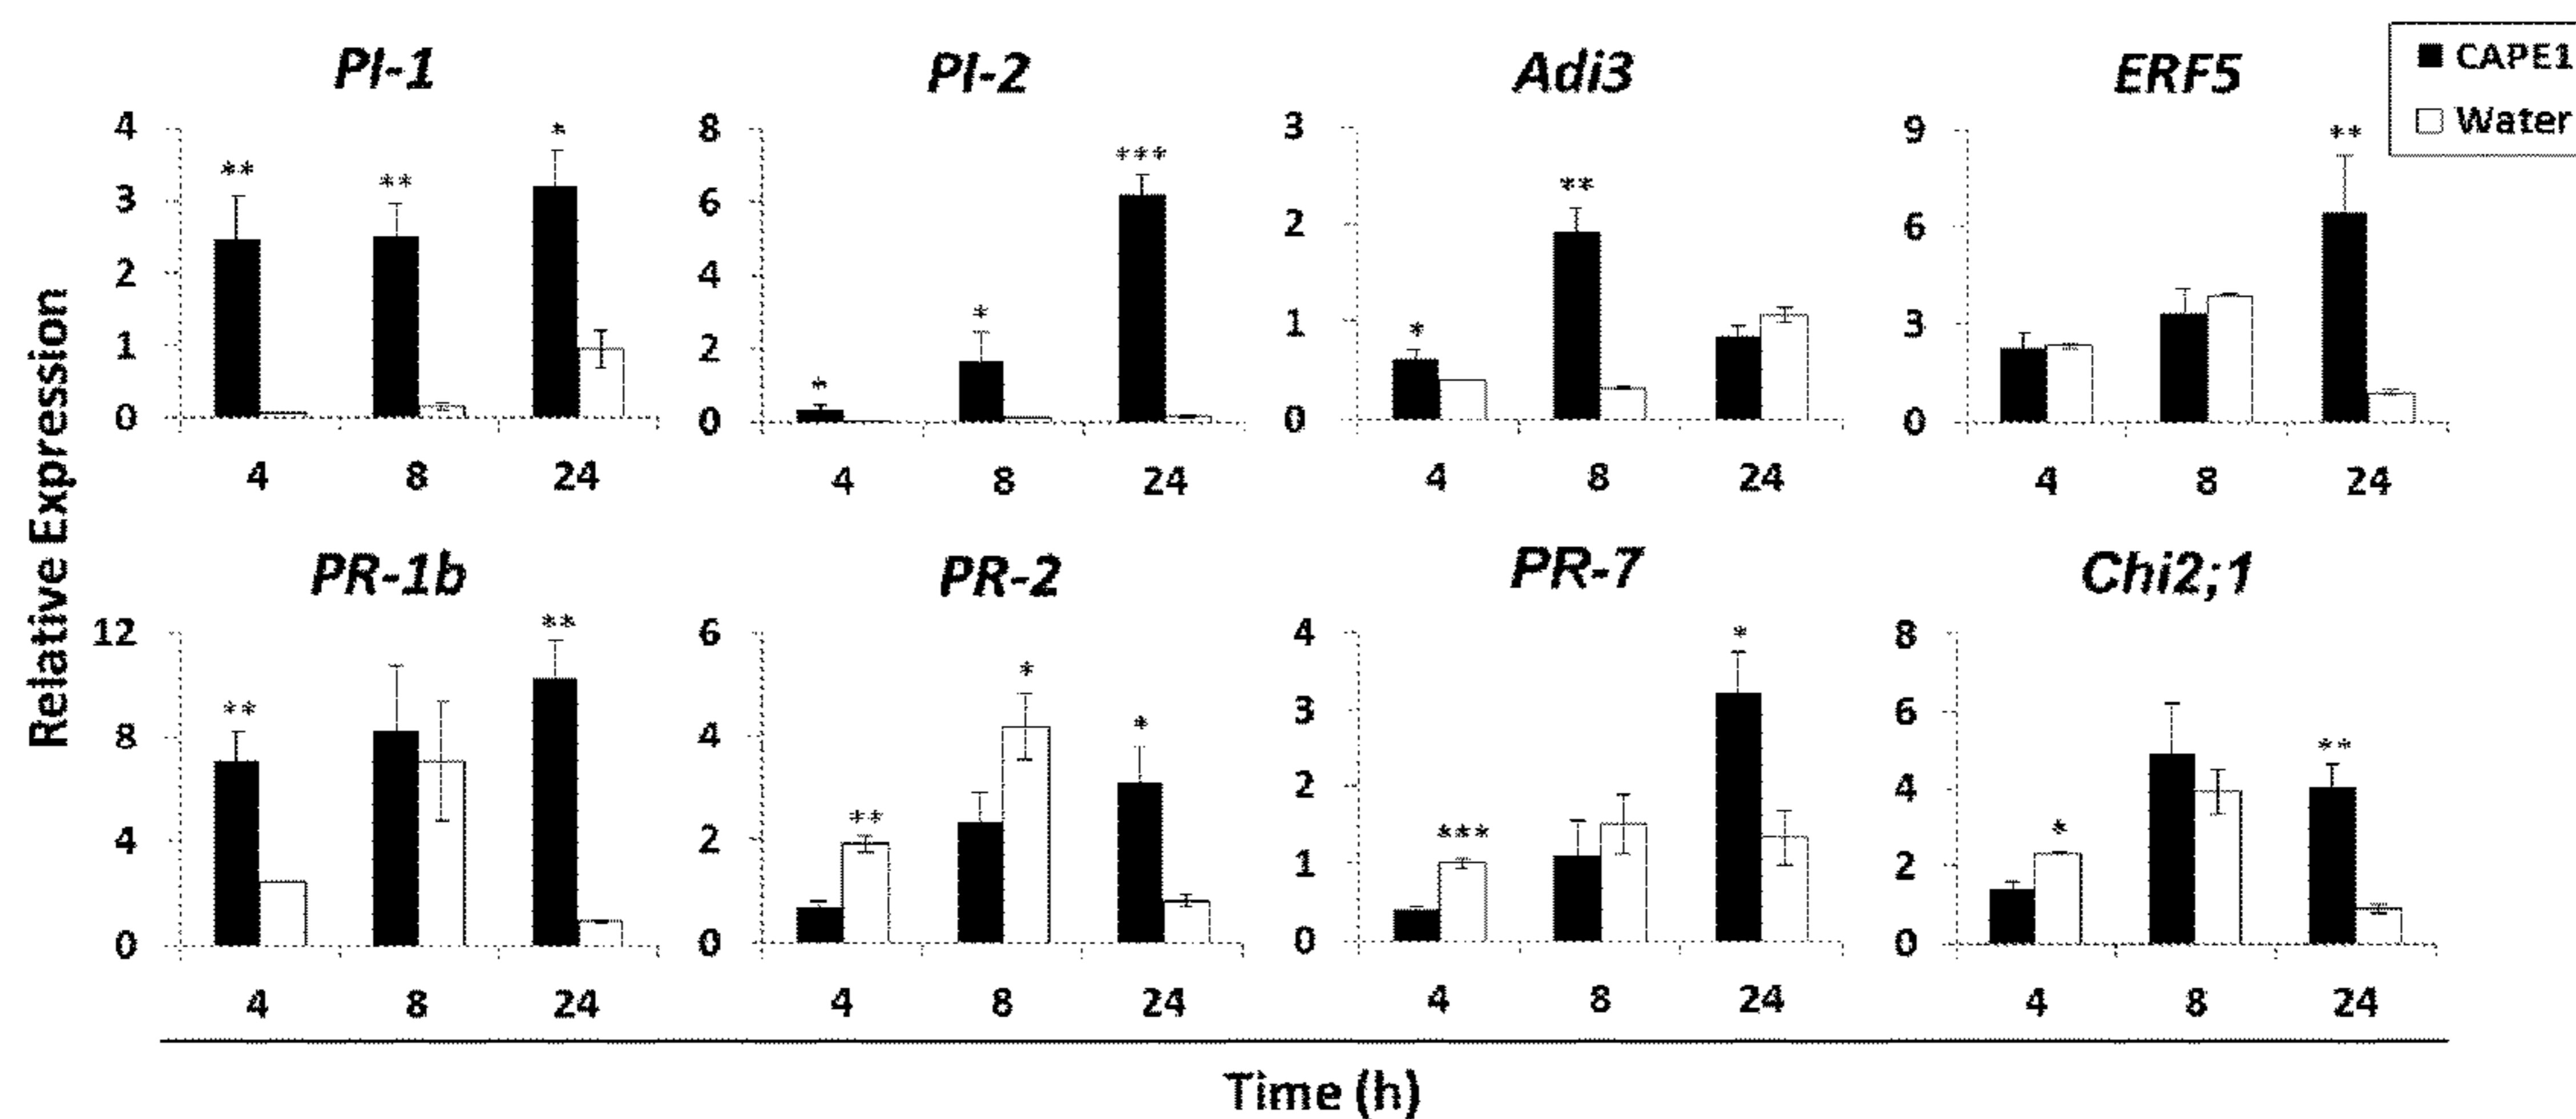 PI-1 PI-2 Adi3 ERF5
CAPE1
Water
4 8 3 9
** * *** **
** ** * ** 
3 6 2 6
2 4 * *
1 2 1 3
0 0 0 0
4 8 24 4 8 24 4 8 24 4 8 24
Relative Expression
PR-1b PR-2 PR-7 Chi2;1
12 6 4 8
** * * **
8 4 3 6
** ** * *** *
4 2 2 4
1 2
0 0 0 0
4 8 24 4 8 24 4 8 24 4 8 24
Time (h)